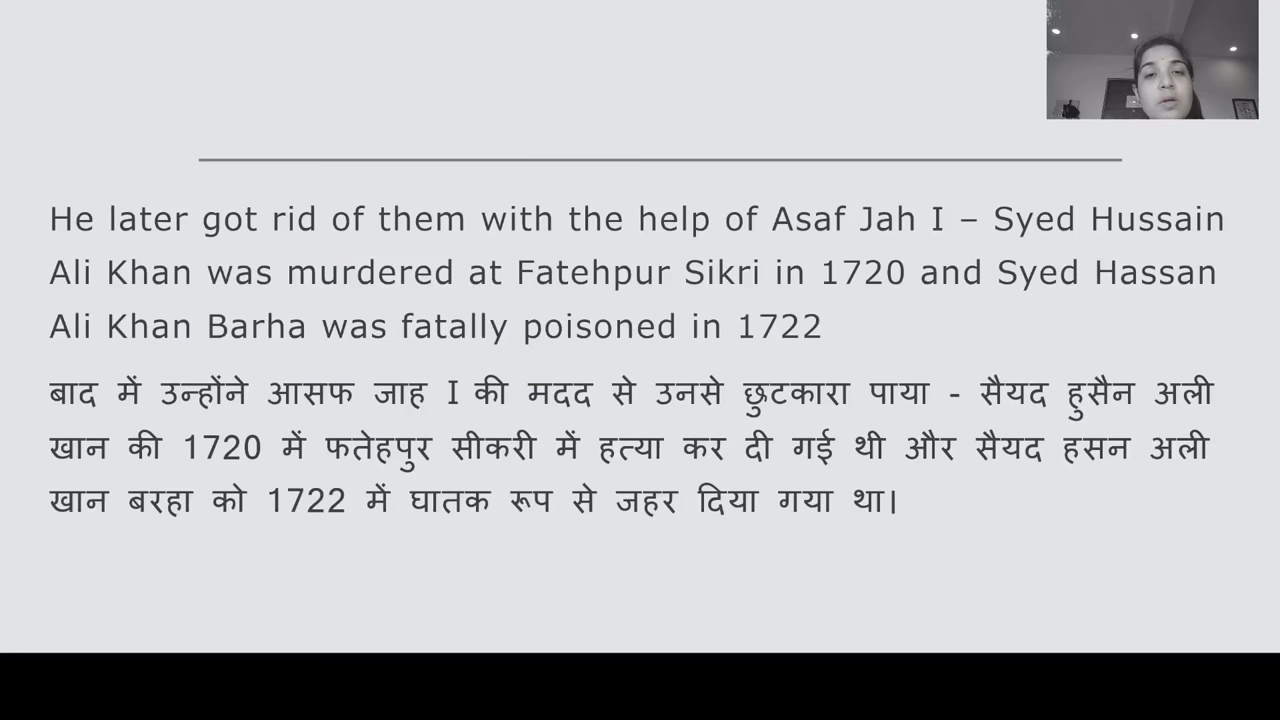 He later got rid of them with the help of Asaf Jah I – Syed Hussain
Ali Khan was murdered at Fatehpur Sikri in 1720 and Syed Hassan
Ali Khan Barha was fatally poisoned in 1722
बाद में उन्होंने आसफ जाह I की मदद से उनसे छुटकारा पाया - सैयद हुसैन अली
खान की 1720 में फतेहपुर सीकरी में हत्या कर दी गई थी और सैयद हसन अली
खान बरहा को 1722 में घातक रूप से जहर दिया गया था।